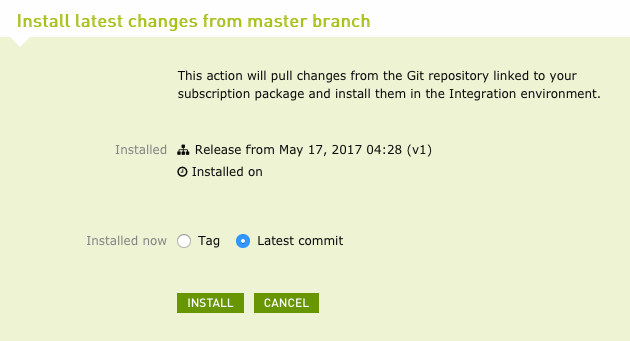 Install latest changes from master branch
This action will pull changes from the Git repository linked to your
subscription package and install them in the Integration environment.
Installed Release from May 17, 2017 04:28 (v1)
Installed on
Installed now Tag Latest commit
INSTALL CANCEL